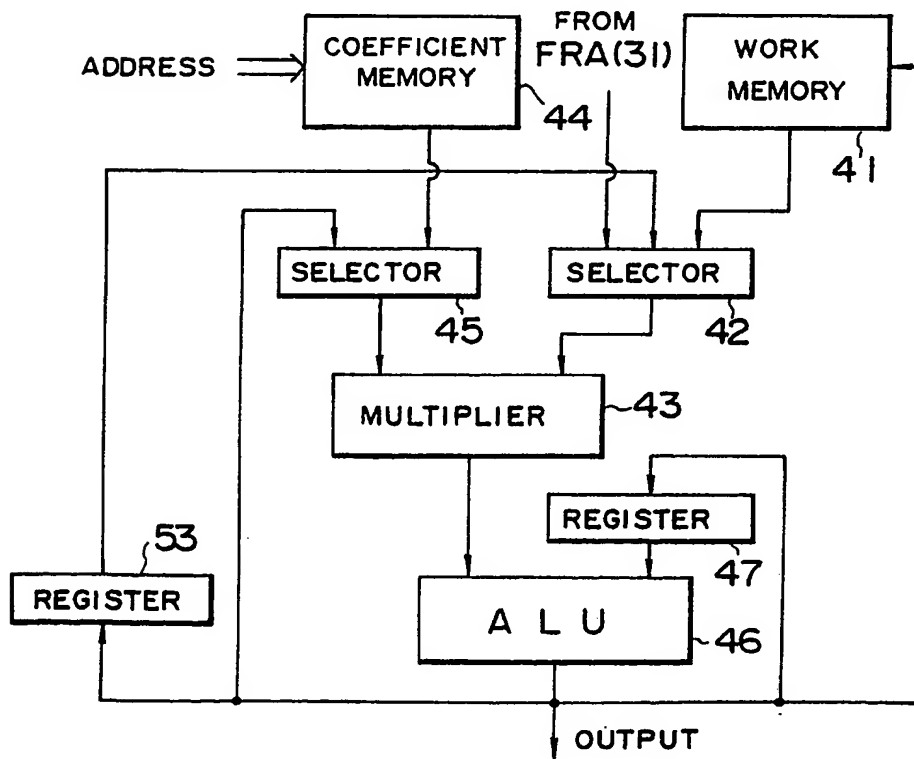 ADDRESS
COEFFICIENT
MEMORY
44
FROM
FRA(31)
WORK
MEMORY
41
SELECTOR
45
SELECTOR
42
MULTIPLIER
43
REGISTER
47
53
REGISTER
ALU
46
OUTPUT